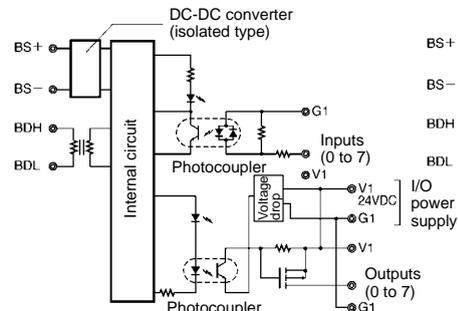 DC-DC converter
(isolated type)
BS+
BS−
BDH
BDL
Internal circuit
G1
Inputs
(0 to 7)
Photocoupler
V1
Voltage
drop
V1
24VDC
G1
I/O
power
supply
V1
Outputs
(0 to 7)
Photocoupler
G1
BS+
BS−
BDH
BDL